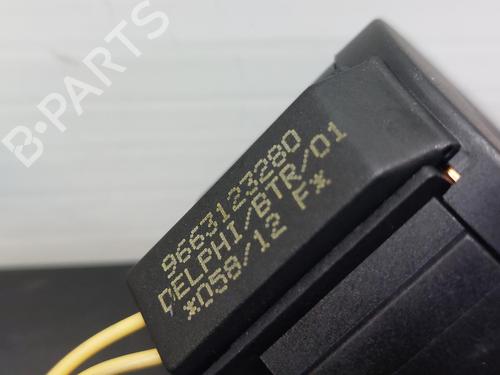 B-PARTS
9663123280
DELPHI/BTR/01
*058/12 F*